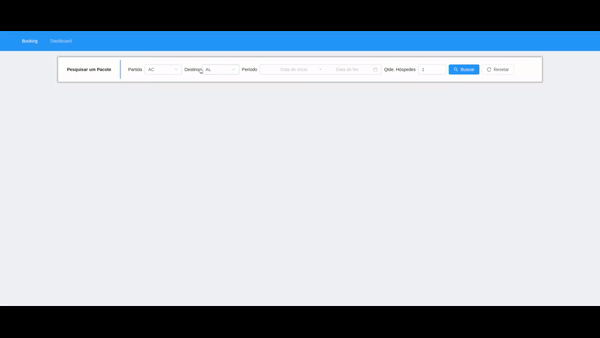 Booking Dashboard
Pesquisar um Pacote Partida AC Destino AL Período Data de início Data de fim Qtde. Hóspedes 1 Buscar Resetar